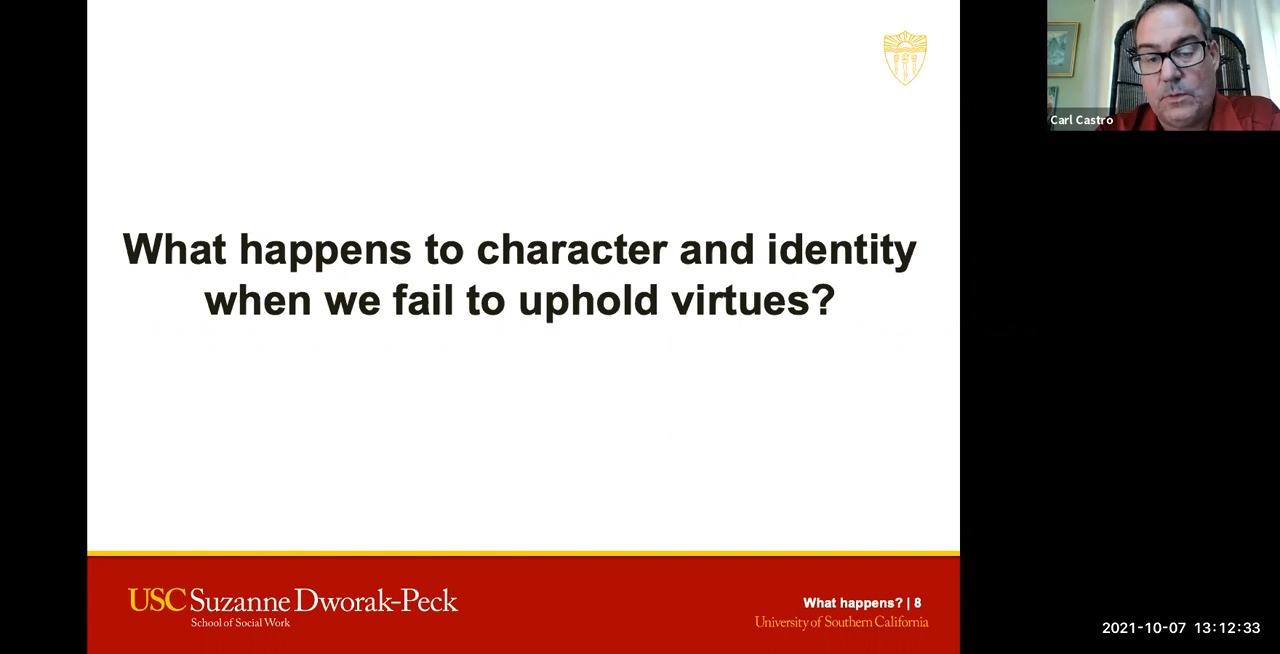 Carl Castro
What happens to character and identity
when we fail to uphold virtues?
USC Suzanne Dworak-Peck
School of Social Work
What happens? | 8
University of Southern California
2021-10-07 13:12:33